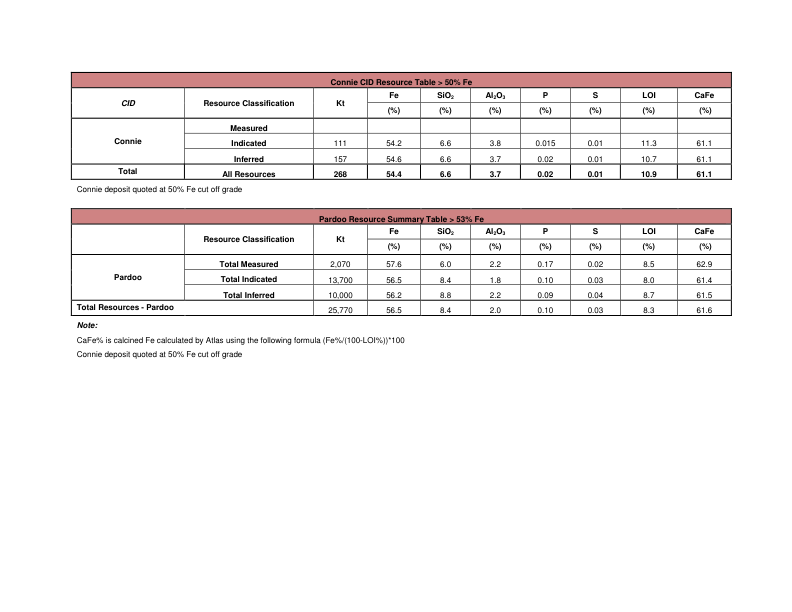 Connie CID Resource Table > 50% Fe
CID Resource Classification Kt Fe SiO₂ Al₂O₃ P S LOI CaFe
(%) (%) (%) (%) (%) (%) (%)
Measured
Connie Indicated 111 54.2 6.6 3.8 0.015 0.01 11.3 61.1
Inferred 157 54.6 6.6 3.7 0.02 0.01 10.7 61.1
Total All Resources 268 54.4 6.6 3.7 0.02 0.01 10.9 61.1
Connie deposit quoted at 50% Fe cut off grade
Pardoo Resource Summary Table > 53% Fe
Resource Classification Kt Fe SiO₂ Al₂O₃ P S LOI CaFe
(%) (%) (%) (%) (%) (%) (%)
Total Measured 2,070 57.6 6.0 2.2 0.17 0.02 8.5 62.9
Pardoo Total Indicated 13,700 56.5 8.4 1.8 0.10 0.03 8.0 61.4
Total Inferred 10,000 56.2 8.8 2.2 0.09 0.04 8.7 61.5
Total Resources - Pardoo 25,770 56.5 8.4 2.0 0.10 0.03 8.3 61.6
Note:
CaFe% is calcined Fe calculated by Atlas using the following formula (Fe%/(100-LOI%))*100
Connie deposit quoted at 50% Fe cut off grade